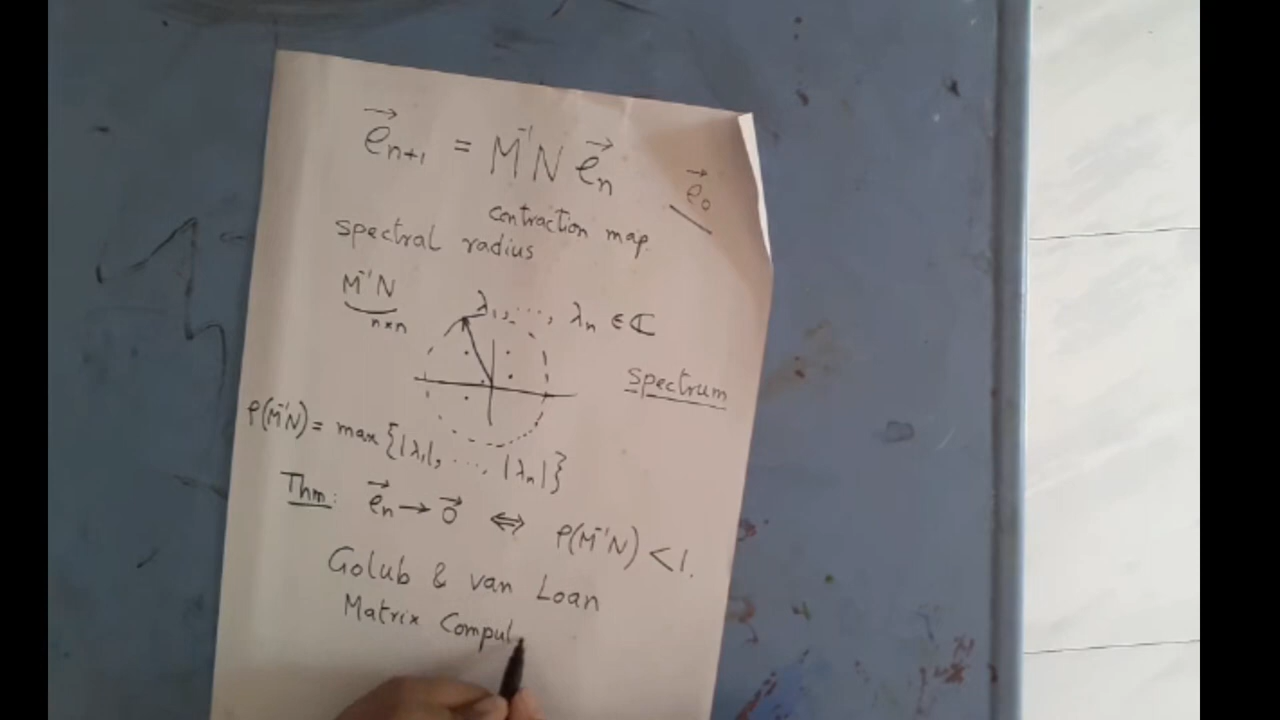 e⃗ₙ₊₁ = M⁻¹N e⃗ₙ
e⃗₀
contraction map
spectral radius
M⁻¹N
n×n
λ₁, ..., λₙ ∈ ℂ
spectrum
ρ(M⁻¹N) = max {|λ₁|, ..., |λₙ|}
Thm: e⃗ₙ → 0⃗ ⇔ ρ(M⁻¹N) < 1.
Golub & van Loan
Matrix Comput